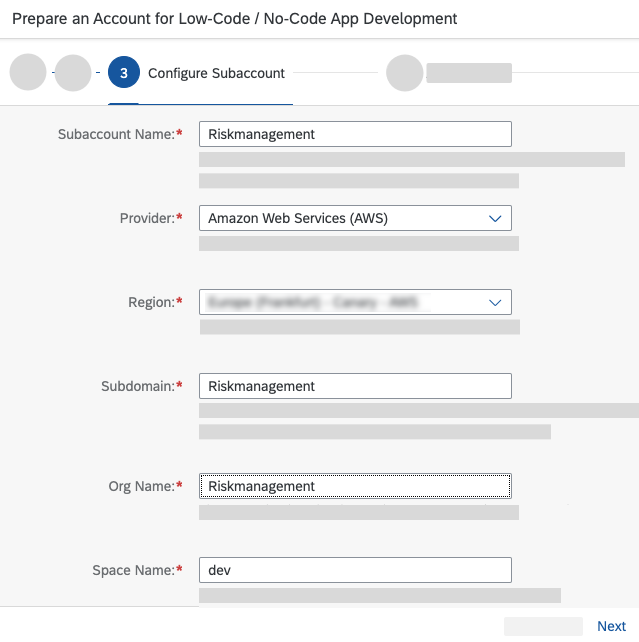 Prepare an Account for Low-Code / No-Code App Development
3 Configure Subaccount
Subaccount Name:* Riskmanagement
Provider:* Amazon Web Services (AWS)
Region:*
Subdomain:* Riskmanagement
Org Name:* Riskmanagement
Space Name:* dev
Next